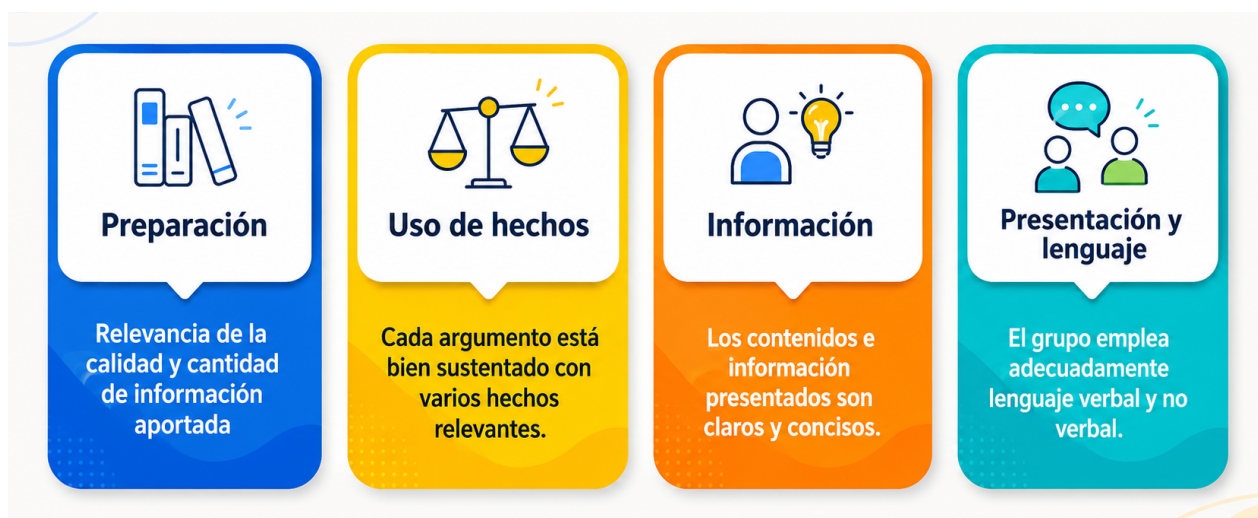 Preparación
Relevancia de la
calidad y cantidad
de información
aportada
Uso de hechos
Cada argumento está
bien sustentado con
varios hechos
relevantes.
Información
Los contenidos e
información
presentados son
claros y concisos.
Presentación y
lenguaje
El grupo emplea
adecuadamente
lenguaje verbal y no
verbal.